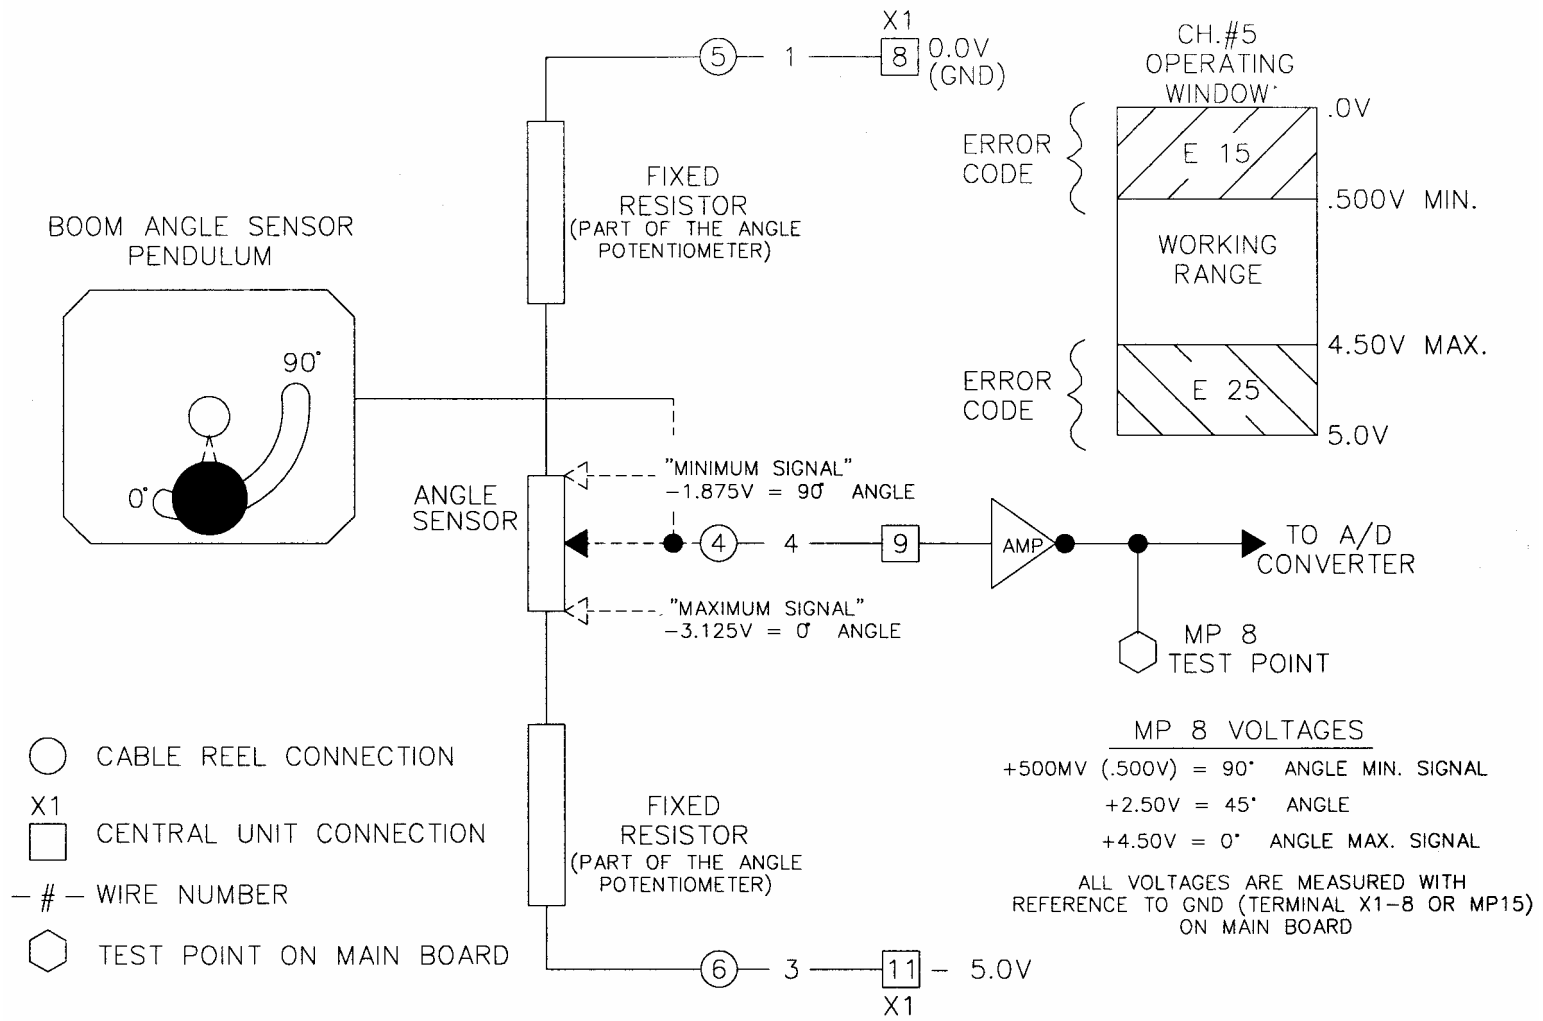 X1
5
1
8
0.0V
(GND)
CH.#5
OPERATING
WINDOW
.0V
ERROR
CODE
E 15
.500V MIN.
WORKING
RANGE
4.50V MAX.
ERROR
CODE
E 25
5.0V
FIXED
RESISTOR
(PART OF THE ANGLE
POTENTIOMETER)
BOOM ANGLE SENSOR
PENDULUM
90°
0°
ANGLE
SENSOR
"MINIMUM SIGNAL"
-1.875V = 90° ANGLE
4
4
9
AMP
TO A/D
CONVERTER
"MAXIMUM SIGNAL"
-3.125V = 0° ANGLE
MP 8
TEST POINT
FIXED
RESISTOR
(PART OF THE ANGLE
POTENTIOMETER)
MP 8 VOLTAGES
+500MV (.500V) = 90° ANGLE MIN. SIGNAL
+2.50V = 45° ANGLE
+4.50V = 0° ANGLE MAX. SIGNAL
ALL VOLTAGES ARE MEASURED WITH
REFERENCE TO GND (TERMINAL X1-8 OR MP15)
ON MAIN BOARD
CABLE REEL CONNECTION
X1
CENTRAL UNIT CONNECTION
-#- WIRE NUMBER
TEST POINT ON MAIN BOARD
6
3
11
- 5.0V
X1